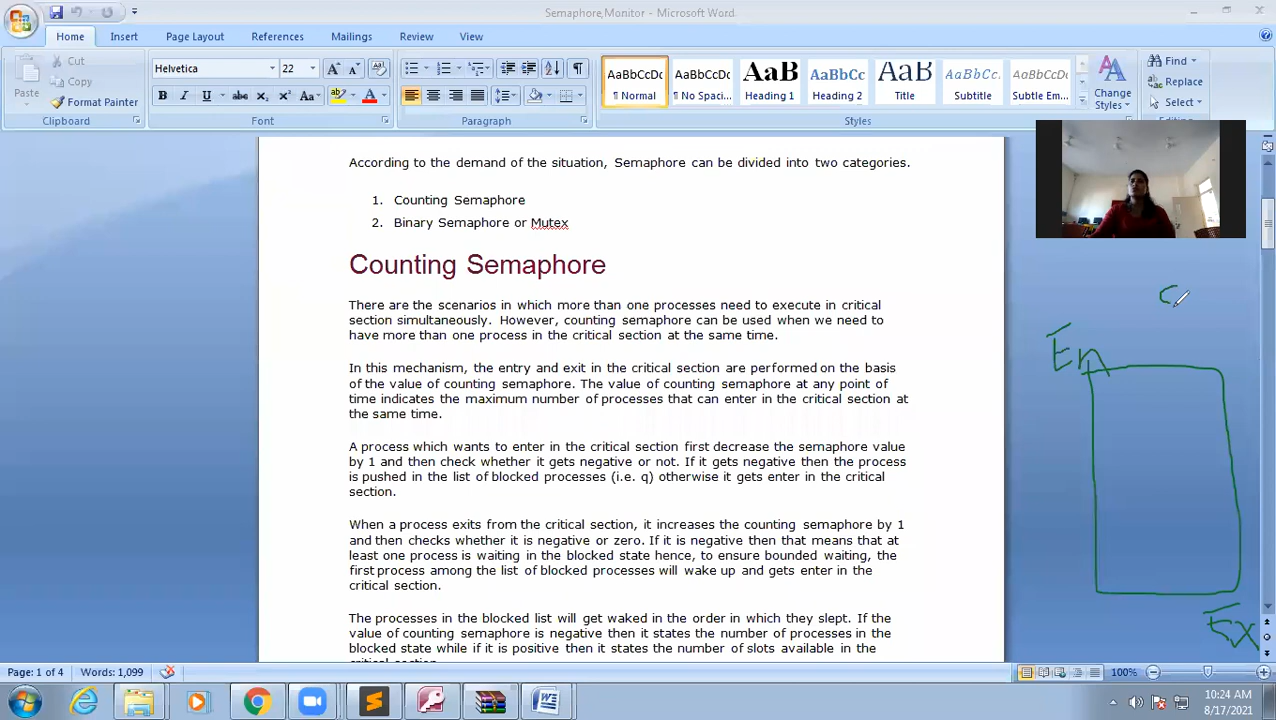 Semaphore,Monitor - Microsoft Word
Home Insert Page Layout References Mailings Review View
Paste
Cut
Copy
Format Painter
Clipboard
Helvetica 22
Font
Paragraph
AaBbCcDc AaBbCcDc AaB AaBbCc AaB AaBbCc AaBbCcDc
¶ Normal ¶ No Spaci... Heading 1 Heading 2 Title Subtitle Subtle Em...
Styles
Change Styles
Find
Replace
Select
Editing
According to the demand of the situation, Semaphore can be divided into two categories.
1. Counting Semaphore
2. Binary Semaphore or Mutex
Counting Semaphore
There are the scenarios in which more than one processes need to execute in critical
section simultaneously. However, counting semaphore can be used when we need to
have more than one process in the critical section at the same time.
In this mechanism, the entry and exit in the critical section are performed on the basis
of the value of counting semaphore. The value of counting semaphore at any point of
time indicates the maximum number of processes that can enter in the critical section at
the same time.
A process which wants to enter in the critical section first decrease the semaphore value
by 1 and then check whether it gets negative or not. If it gets negative then the process
is pushed in the list of blocked processes (i.e. q) otherwise it gets enter in the critical
section.
When a process exits from the critical section, it increases the counting semaphore by 1
and then checks whether it is negative or zero. If it is negative then that means that at
least one process is waiting in the blocked state hence, to ensure bounded waiting, the
first process among the list of blocked processes will wake up and gets enter in the
critical section.
The processes in the blocked list will get waked in the order in which they slept. If the
value of counting semaphore is negative then it states the number of processes in the
blocked state while if it is positive then it states the number of slots available in the
critical section.
En
Ex
Page: 1 of 4 Words: 1,099
100%
10:24 AM
8/17/2021